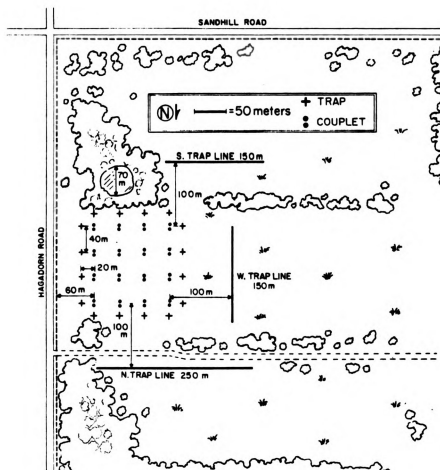 SANDHILL ROAD
N =50 meters + TRAP
COUPLET
S. TRAP LINE 150 m
70
m
100m
HAGADORN ROAD
40m
20m
W. TRAP LINE
150m
60m
100m
100
m
N. TRAP LINE 250 m